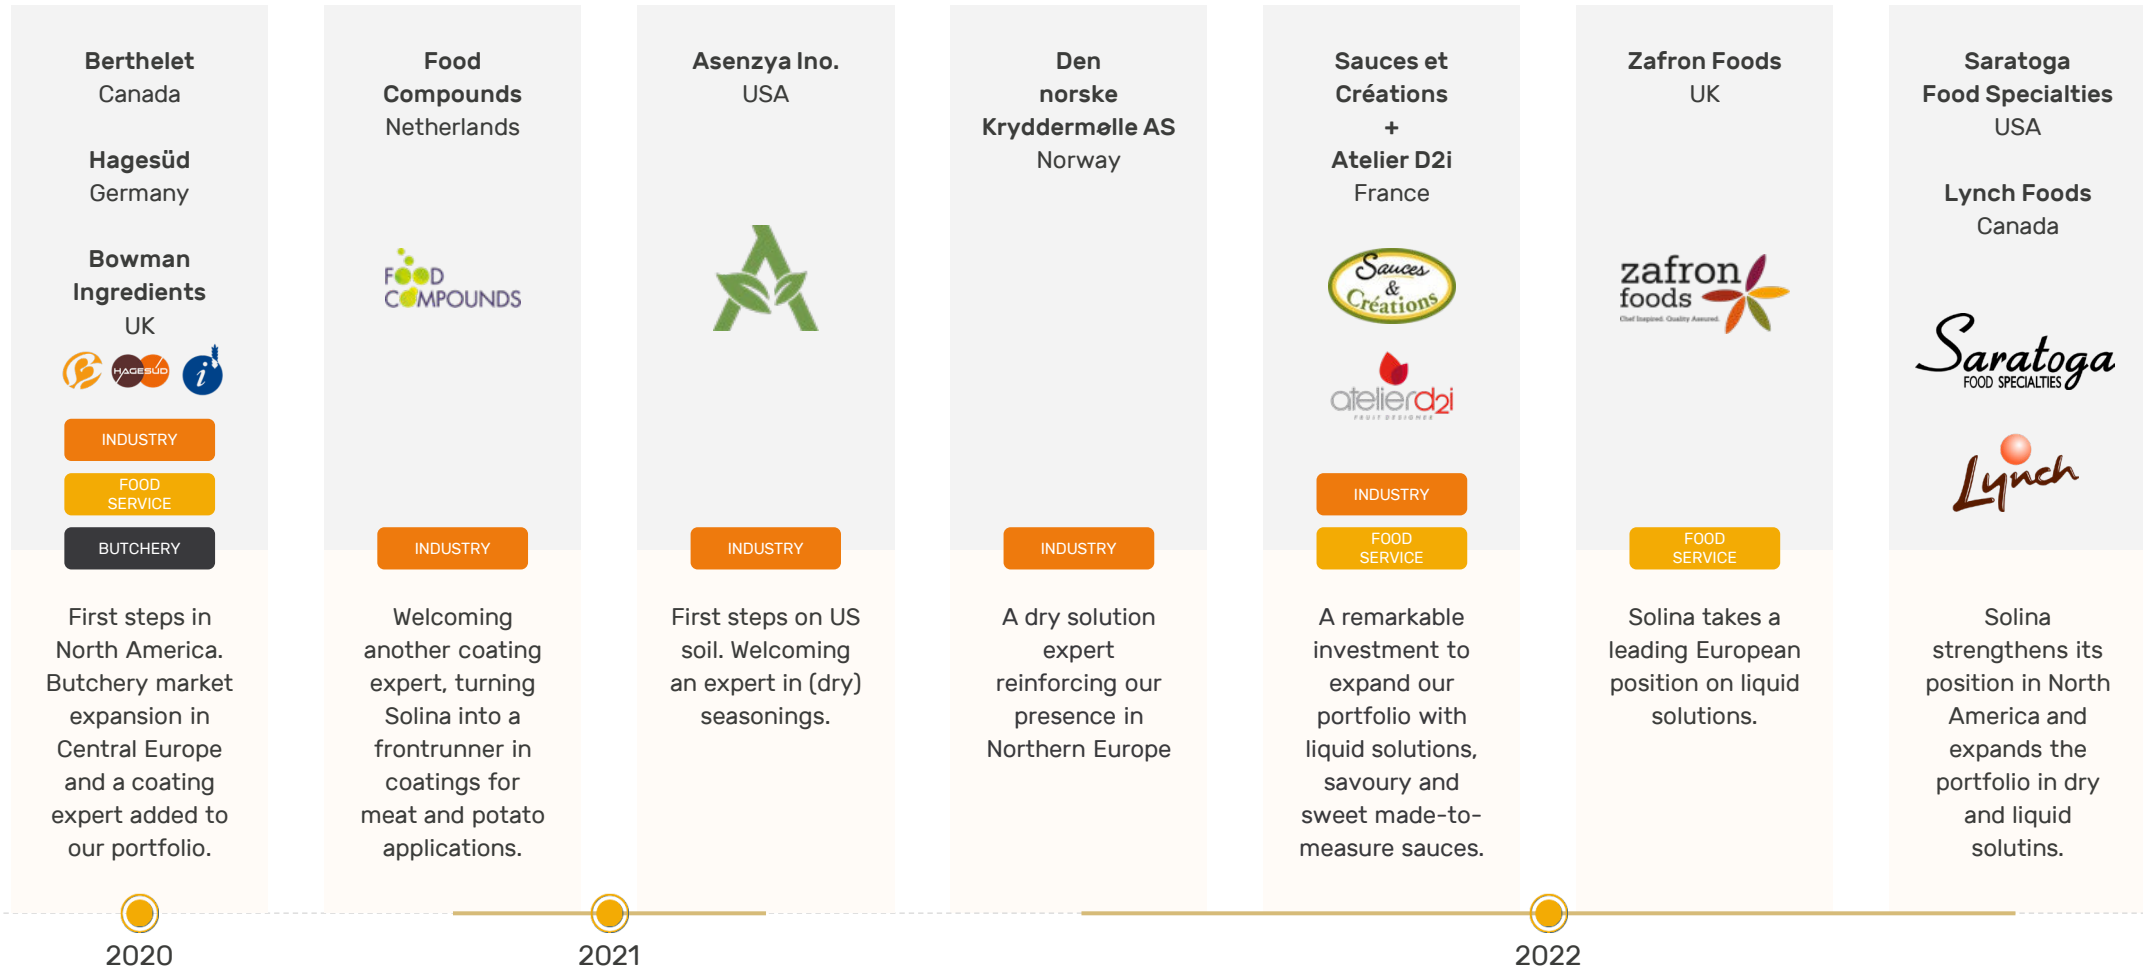 Berthelet
Canada
Hagesüd
Germany
Bowman
Ingredients
UK
HAGESÜD
i
INDUSTRY
FOOD
SERVICE
BUTCHERY
First steps in
North America.
Butchery market
expansion in
Central Europe
and a coating
expert added to
our portfolio.
Food
Compounds
Netherlands
FOOD
COMPOUNDS
INDUSTRY
Welcoming
another coating
expert, turning
Solina into a
frontrunner in
coatings for
meat and potato
applications.
Asenzya Ino.
USA
INDUSTRY
First steps on US
soil. Welcoming
an expert in (dry)
seasonings.
Den
norske
Kryddermølle AS
Norway
INDUSTRY
A dry solution
expert
reinforcing our
presence in
Northern Europe
Sauces et
Créations
+
Atelier D2i
France
Sauces
&
Créations
atelierd2i
FRUIT DESIGNER
INDUSTRY
FOOD
SERVICE
A remarkable
investment to
expand our
portfolio with
liquid solutions,
savoury and
sweet made-to-
measure sauces.
Zafron Foods
UK
zafron
foods
Chef Inspired. Quality Assured.
FOOD
SERVICE
Solina takes a
leading European
position on liquid
solutions.
Saratoga
Food Specialties
USA
Lynch Foods
Canada
Saratoga
FOOD SPECIALTIES
Lynch
Solina
strengthens its
position in North
America and
expands the
portfolio in dry
and liquid
solutins.
2020
2021
2022